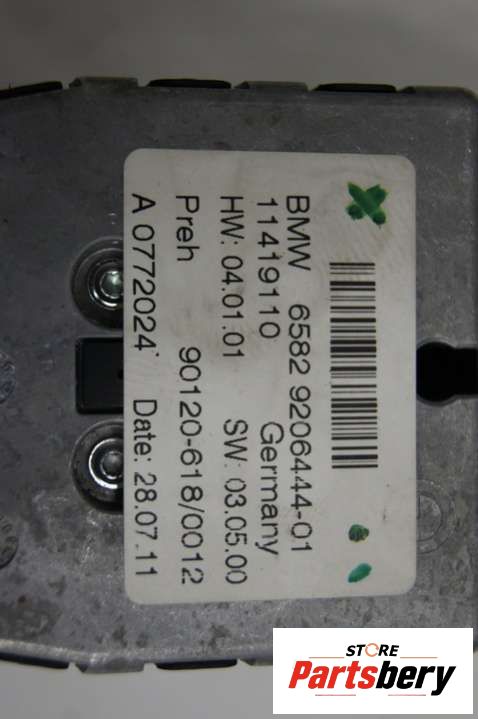 BMW 6582 9206444-01
11419110 Germany
HW: 04.01.01 SW: 03.05.00
Preh 90120-618/0012
A 0772024 Date: 28.07.11
STORE
Partsbery